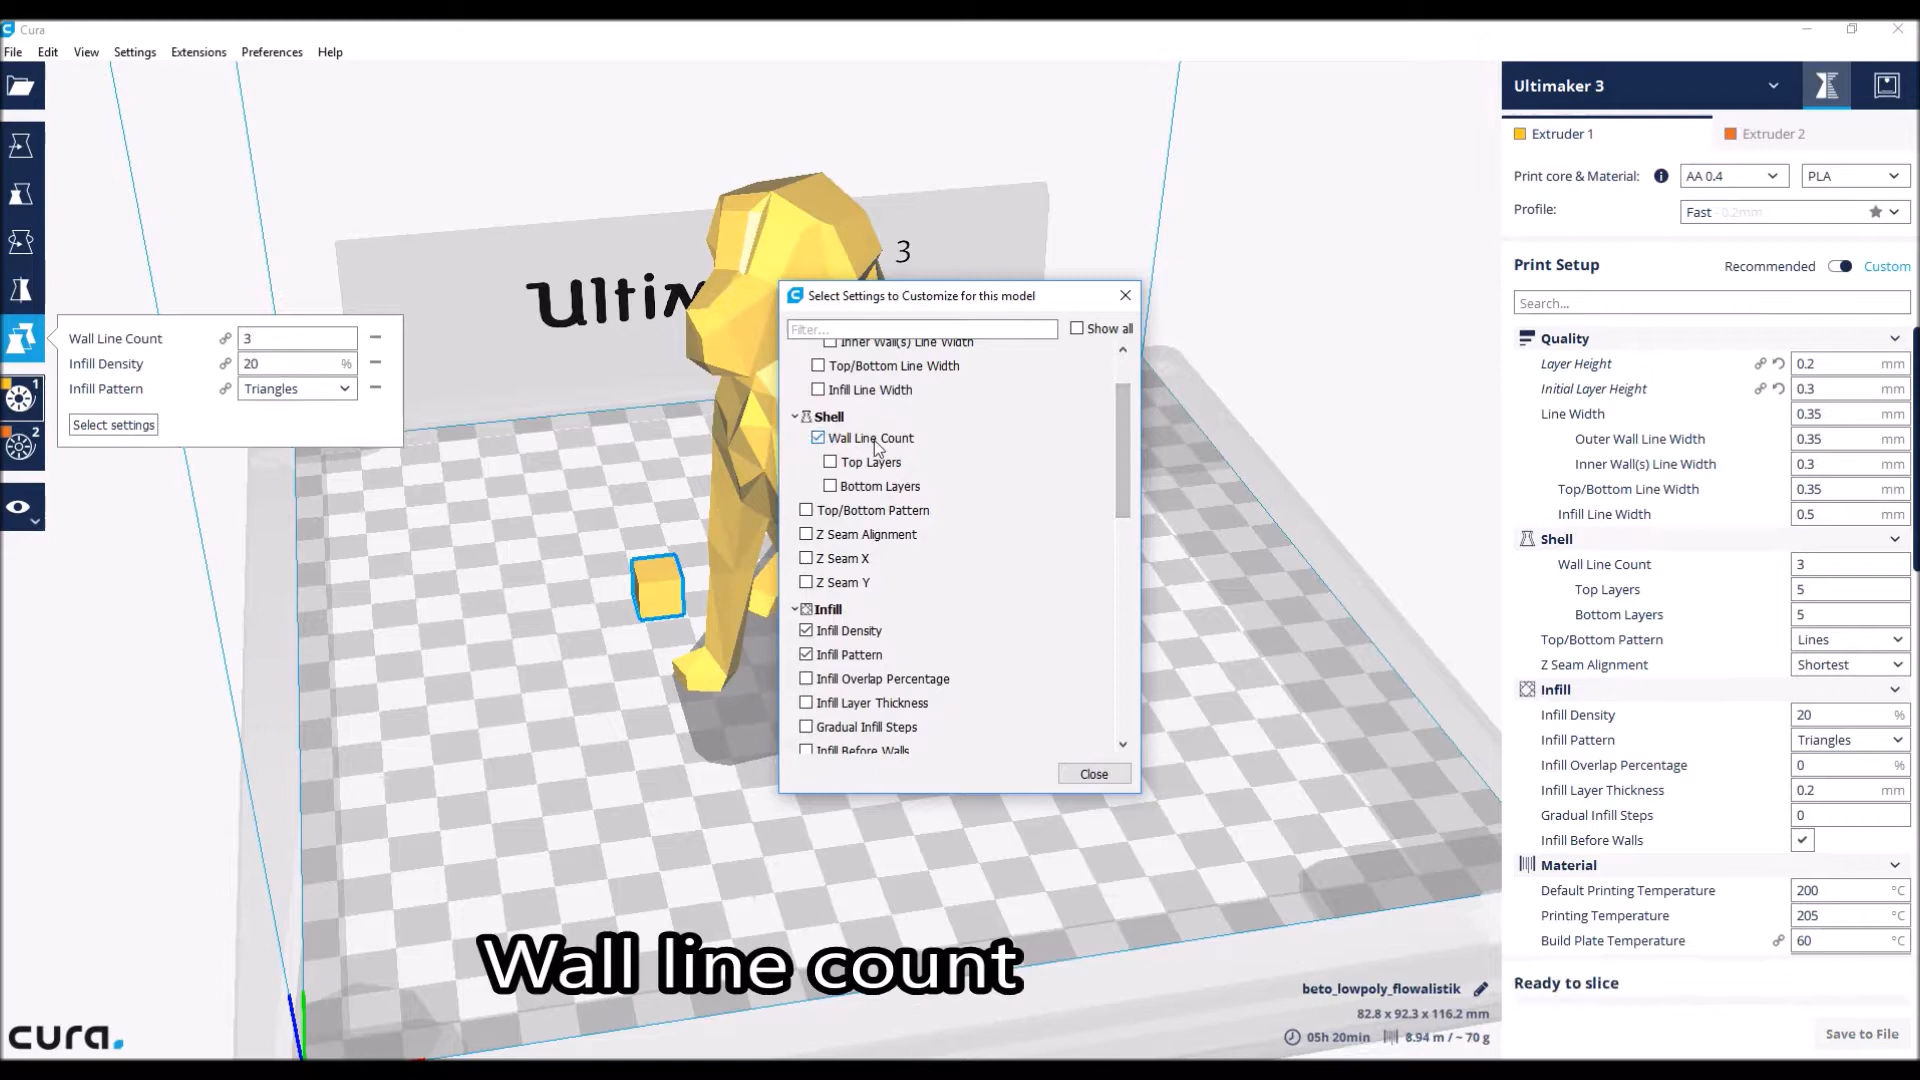 Cura
File Edit View Settings Extensions Preferences Help
Ultimaker 3
Extruder 1
Extruder 2
Print core & Material: AA 0.4 PLA
Profile: Fast - 0.2mm
Print Setup Recommended Custom
Search...
Quality
Layer Height 0.2 mm
Initial Layer Height 0.3 mm
Line Width 0.35 mm
Outer Wall Line Width 0.35 mm
Inner Wall(s) Line Width 0.3 mm
Top/Bottom Line Width 0.35 mm
Infill Line Width 0.5 mm
Shell
Wall Line Count 3
Top Layers 5
Bottom Layers 5
Top/Bottom Pattern Lines
Z Seam Alignment Shortest
Infill
Infill Density 20 %
Infill Pattern Triangles
Infill Overlap Percentage 0 %
Infill Layer Thickness 0.2 mm
Gradual Infill Steps 0
Infill Before Walls
Material
Default Printing Temperature 200 °C
Printing Temperature 205 °C
Build Plate Temperature 60 °C
Ready to slice
Save to File
Wall Line Count 3
Infill Density 20 %
Infill Pattern Triangles
Select settings
1
2
3
Select Settings to Customize for this model
Filter... Show all
Inner Wall(s) Line Width
Top/Bottom Line Width
Infill Line Width
Shell
Wall Line Count
Top Layers
Bottom Layers
Top/Bottom Pattern
Z Seam Alignment
Z Seam X
Z Seam Y
Infill
Infill Density
Infill Pattern
Infill Overlap Percentage
Infill Layer Thickness
Gradual Infill Steps
Infill Before Walls
Close
Wall line count
beto_lowpoly_flowalistik
82.8 x 92.3 x 116.2 mm
05h 20min 8.94 m / ~ 70 g
cura.